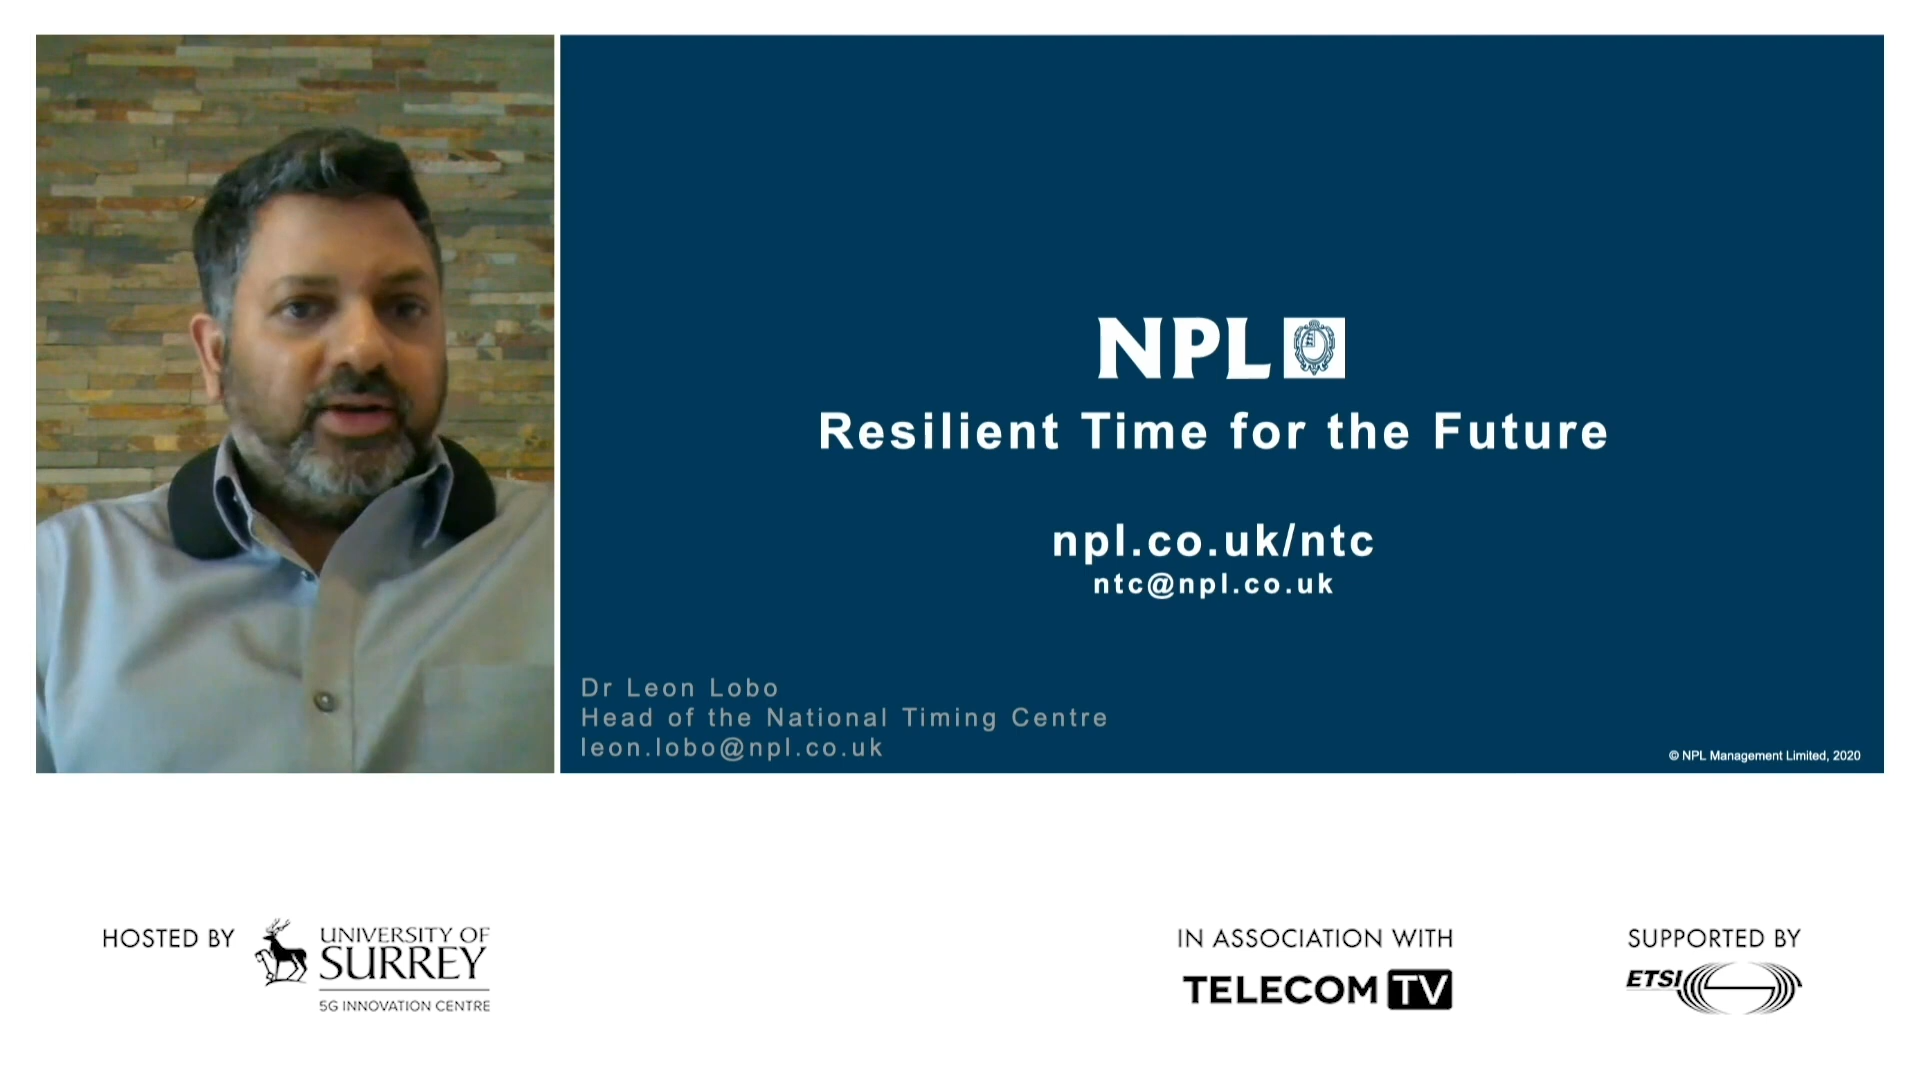 NPL
Resilient Time for the Future
npl.co.uk/ntc
ntc@npl.co.uk
Dr Leon Lobo
Head of the National Timing Centre
leon.lobo@npl.co.uk
© NPL Management Limited, 2020
HOSTED BY
UNIVERSITY OF
SURREY
5G INNOVATION CENTRE
IN ASSOCIATION WITH
TELECOM TV
SUPPORTED BY
ETSI